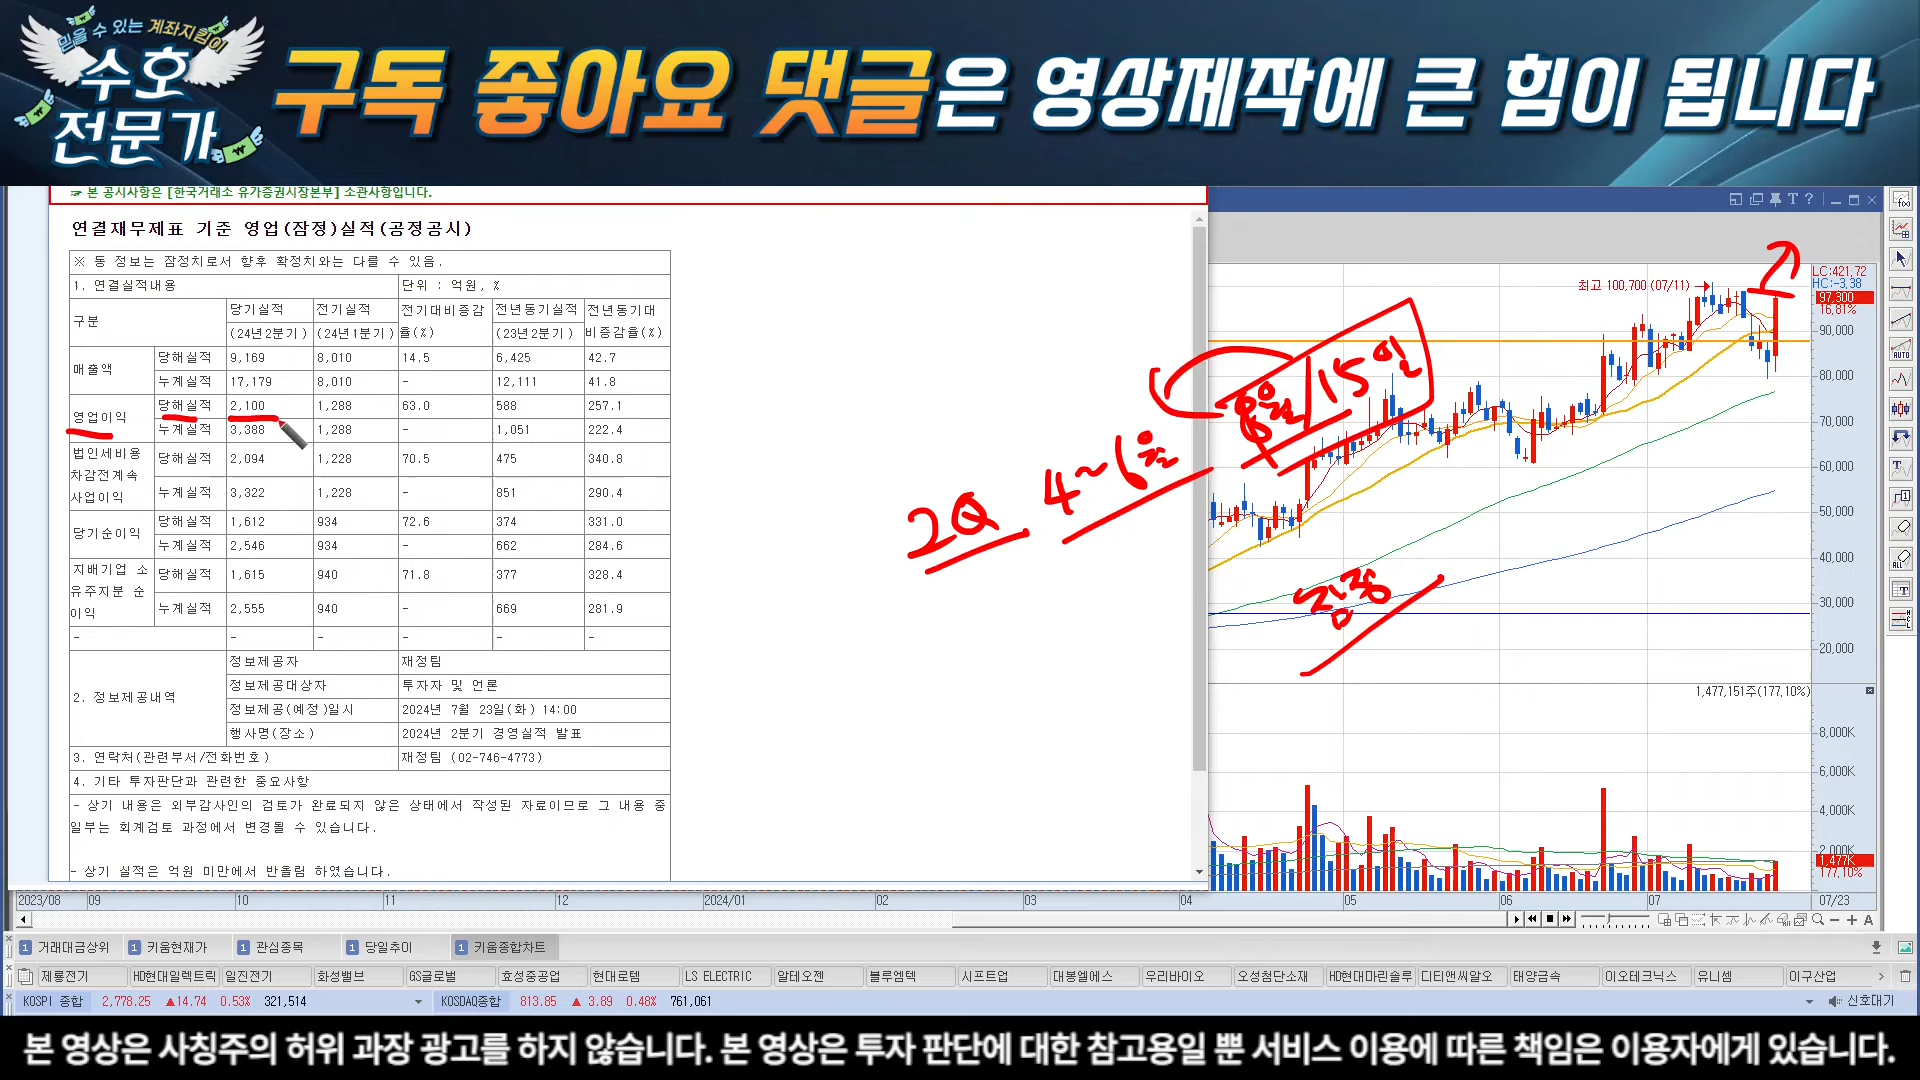 믿을 수 있는 계좌지킴이
수호
전문가
구독 좋아요 댓글은 영상제작에 큰 힘이 됩니다
☞ 본 공시사항은 [한국거래소 유가증권시장본부] 소관사항입니다.
연결재무제표 기준 영업(잠정)실적(공정공시)
※ 동 정보는 잠정치로서 향후 확정치와는 다를 수 있음.
1. 연결실적내용 단위 : 억원, %
구분 당기실적 전기실적 전기대비증감율(%) 전년동기실적 전년동기대비증감율(%)
(24년2분기) (24년1분기) (23년2분기)
매출액 당해실적 9,169 8,010 14.5 6,425 42.7
누계실적 17,179 8,010 - 12,111 41.8
영업이익 당해실적 2,100 1,288 63.0 588 257.1
누계실적 3,388 1,288 - 1,051 222.4
법인세비용차감전계속사업이익 당해실적 2,094 1,228 70.5 475 340.8
누계실적 3,322 1,228 - 851 290.4
당기순이익 당해실적 1,612 934 72.6 374 331.0
누계실적 2,546 934 - 662 284.6
지배기업 소유주지분 순이익 당해실적 1,615 940 71.8 377 328.4
누계실적 2,555 940 - 669 281.9
- - - - - -
2. 정보제공내역 정보제공자 재정팀
정보제공대상자 투자자 및 언론
정보제공(예정)일시 2024년 7월 23일(화) 14:00
행사명(장소) 2024년 2분기 경영실적 발표
3. 연락처(관련부서/전화번호) 재정팀 (02-746-4773)
4. 기타 투자판단과 관련한 중요사항
- 상기 내용은 외부감사인의 검토가 완료되지 않은 상태에서 작성된 자료이므로 그 내용 중
일부는 회계검토 과정에서 변경될 수 있습니다.
- 상기 실적은 억원 미만에서 반올림 하였습니다.
2Q 4~6월 8월/15일
잠정
최고 100,700 (07/11)
LC:421,72
HC:-3,38
97,300
16,81%
90,000
80,000
70,000
60,000
50,000
40,000
30,000
20,000
1,477,151주(177,10%)
8,000K
6,000K
4,000K
2,000K
1,477K
177,10%
2023/08 09 10 11 12 2024/01 02 03 04 05 06 07 07/23
1 거래대금상위 1 키움현재가 1 관심종목 1 당일추이 1 키움종합차트
제룡전기 HD현대일렉트릭 일진전기 화성밸브 GS글로벌 효성중공업 현대로템 LS ELECTRIC 알테오젠 블루엠텍 시프트업 대봉엘에스 우리바이오 오성첨단소재 HD현대마린솔루 디티앤씨알오 태양금속 이오테크닉스 유니셈 이구산업
KOSPI 종합 2,778.25 ▲14.74 0.53% 321,514 KOSDAQ종합 813.85 ▲ 3.89 0.48% 761,061 신호대기
본 영상은 사칭주의 허위 과장 광고를 하지 않습니다. 본 영상은 투자 판단에 대한 참고용일 뿐 서비스 이용에 따른 책임은 이용자에게 있습니다.